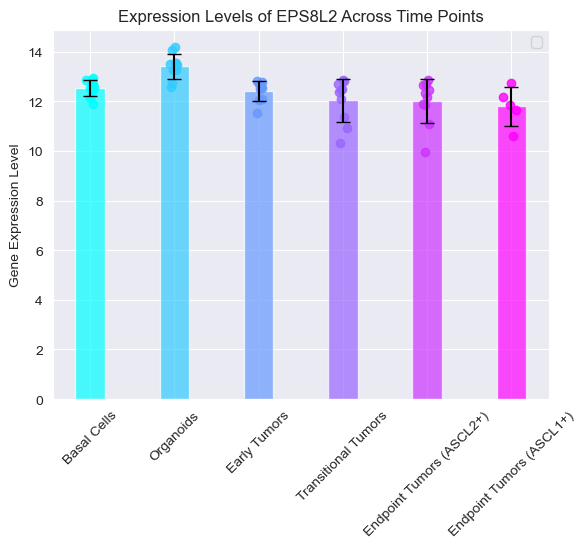 Expression Levels of EPS8L2 Across Time Points
Gene Expression Level
14
12
10
8
6
4
2
0
Basal Cells
Organoids
Early Tumors
Transitional Tumors
Endpoint Tumors (ASCL2+)
Endpoint Tumors (ASCL1+)